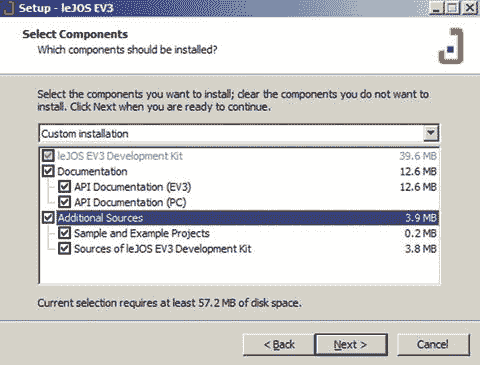 Setup - leJOS EV3
Select Components
Which components should be installed?
Select the components you want to install; clear the components you do not want to
install. Click Next when you are ready to continue.
Custom installation
leJOS EV3 Development Kit 39.6 MB
Documentation 12.6 MB
API Documentation (EV3) 12.6 MB
API Documentation (PC)
Additional Sources 3.9 MB
Sample and Example Projects 0.2 MB
Sources of leJOS EV3 Development Kit 3.8 MB
Current selection requires at least 57.2 MB of disk space.
< Back Next > Cancel